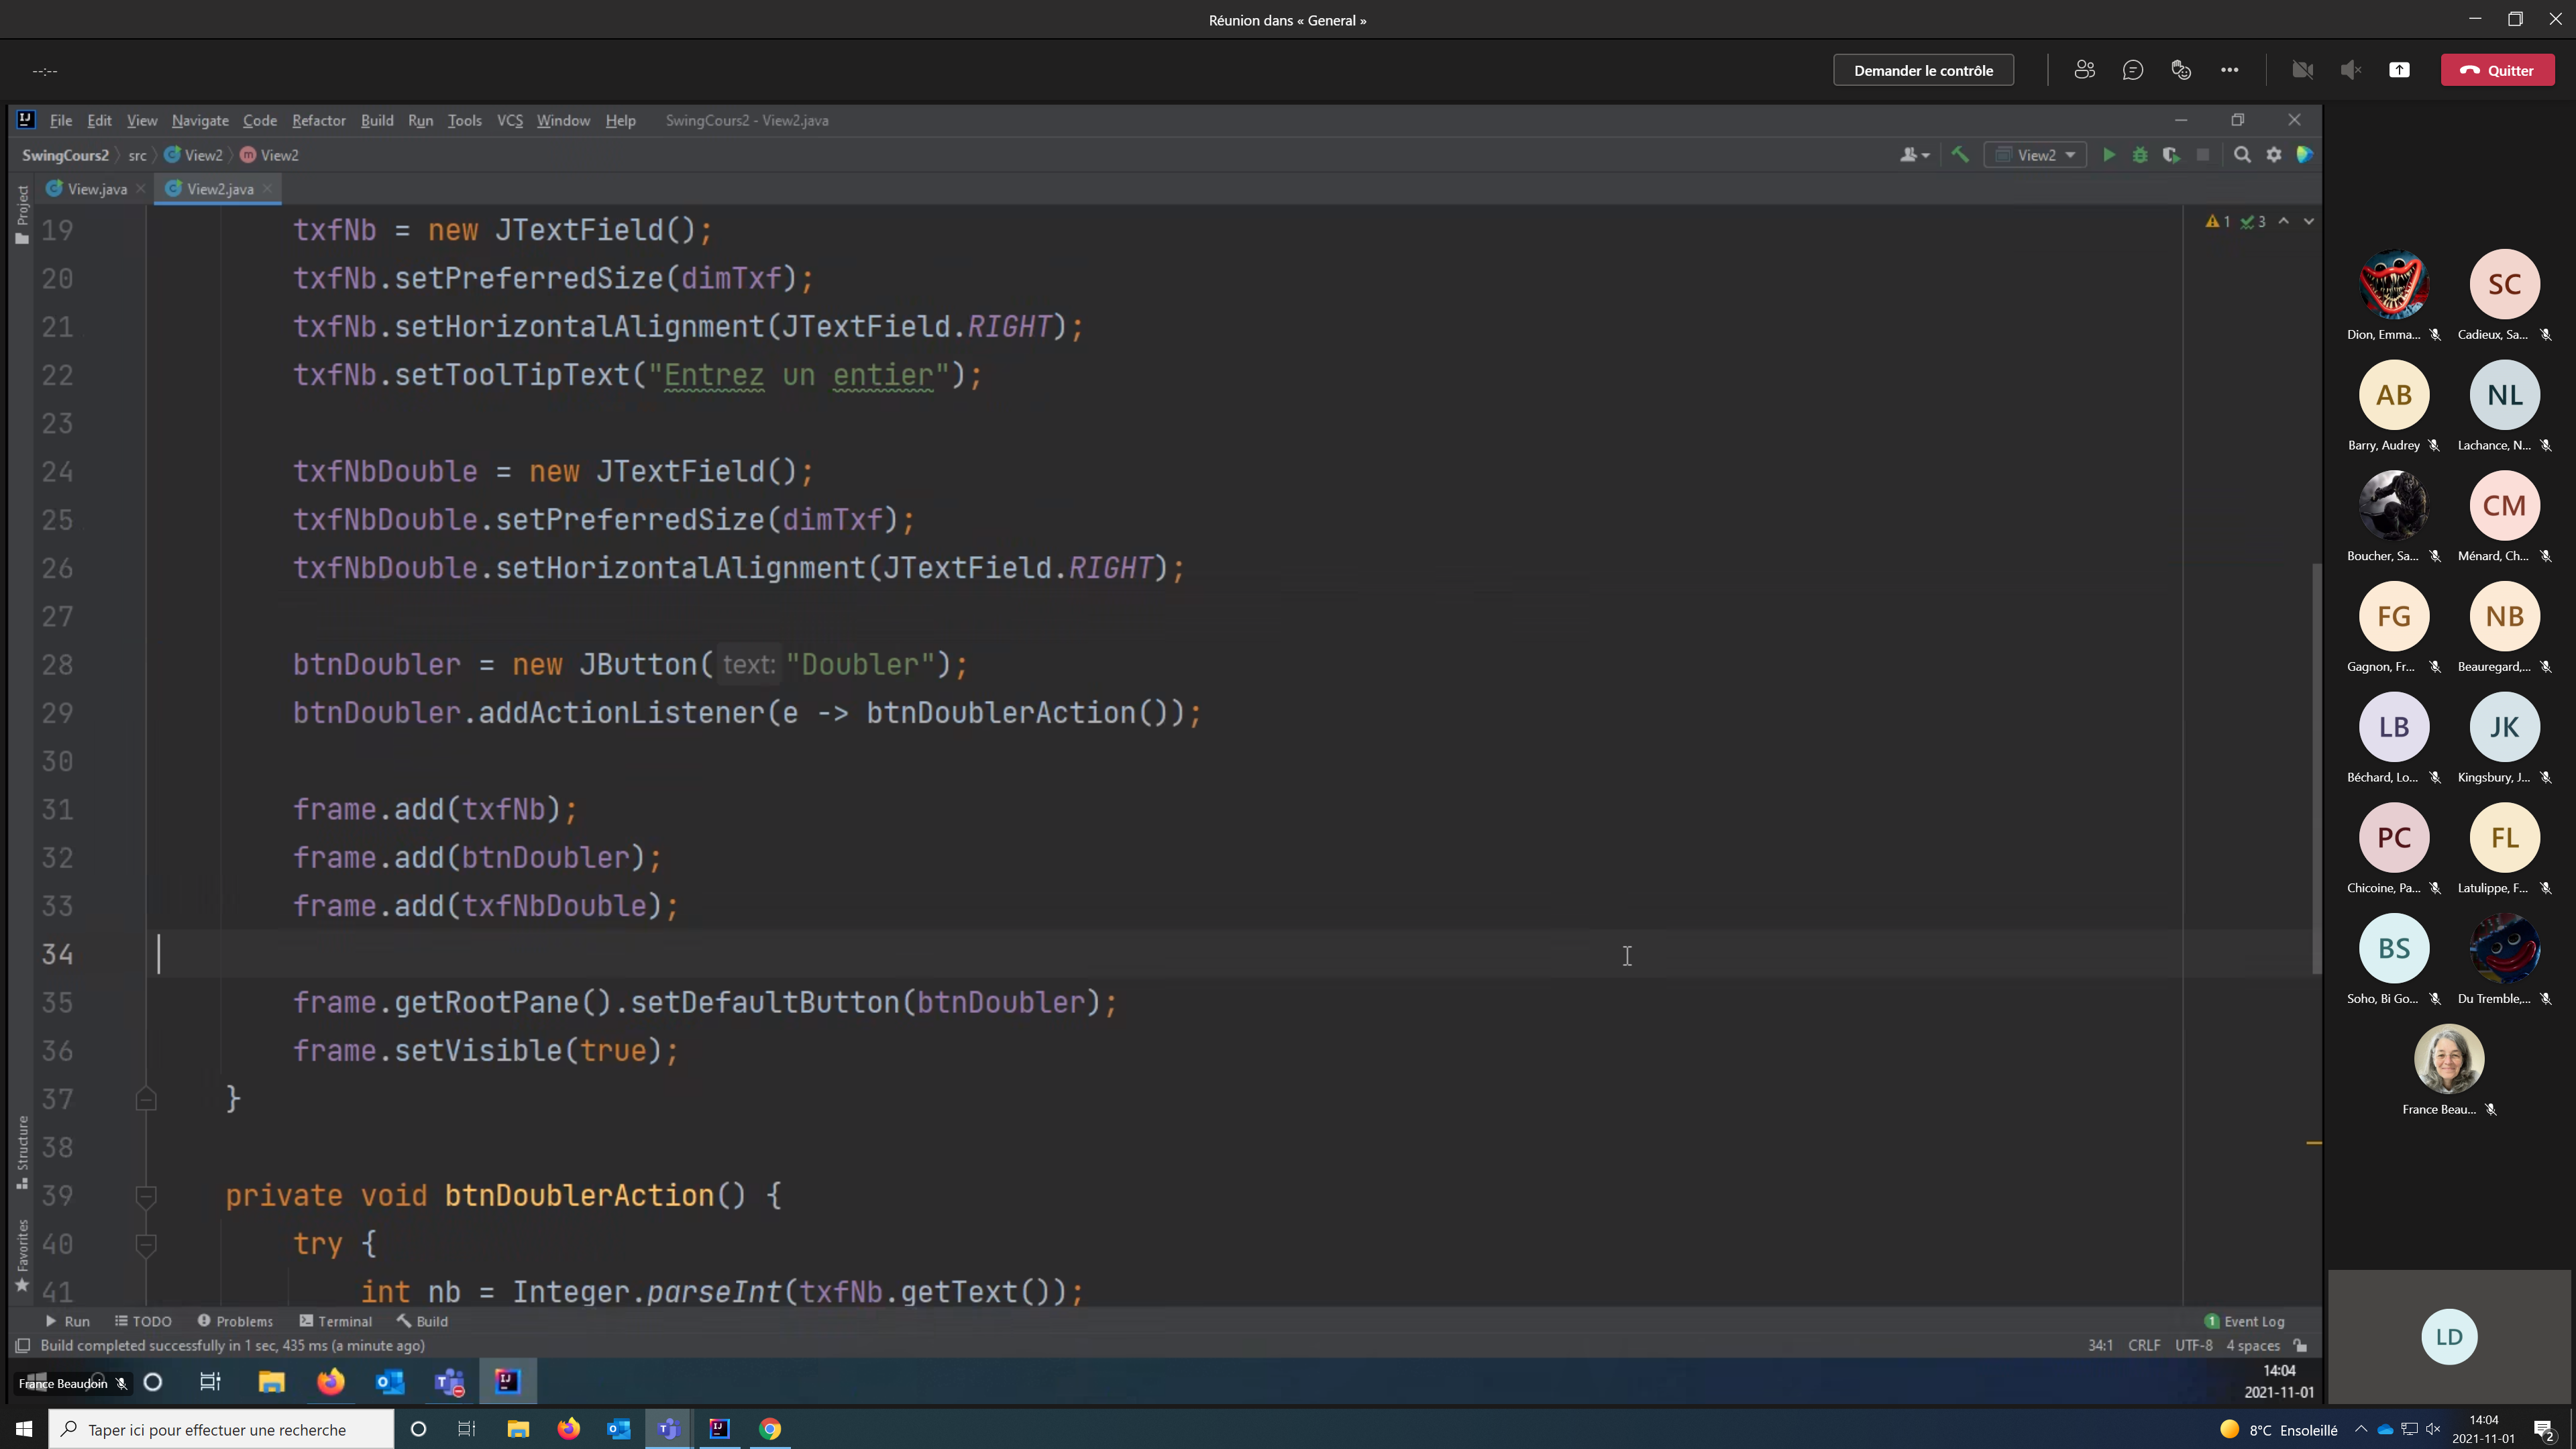 Réunion dans « General »
--:--
Demander le contrôle
Quitter
File Edit View Navigate Code Refactor Build Run Tools VCS Window Help SwingCours2 - View2.java
SwingCours2 src View2 m View2
View2
Project
View.java View2.java
1 3
19 txfNb = new JTextField();
20 txfNb.setPreferredSize(dimTxf);
21 txfNb.setHorizontalAlignment(JTextField.RIGHT);
22 txfNb.setToolTipText("Entrez un entier");
23
24 txfNbDouble = new JTextField();
25 txfNbDouble.setPreferredSize(dimTxf);
26 txfNbDouble.setHorizontalAlignment(JTextField.RIGHT);
27
28 btnDoubler = new JButton( text: "Doubler");
29 btnDoubler.addActionListener(e -> btnDoublerAction());
30
31 frame.add(txfNb);
32 frame.add(btnDoubler);
33 frame.add(txfNbDouble);
34
35 frame.getRootPane().setDefaultButton(btnDoubler);
36 frame.setVisible(true);
37 }
38
39 private void btnDoublerAction() {
40 try {
41 int nb = Integer.parseInt(txfNb.getText());
Structure
Favorites
Run TODO Problems Terminal Build
1 Event Log
Build completed successfully in 1 sec, 435 ms (a minute ago)
34:1 CRLF UTF-8 4 spaces
France Beaudoin
14:04
2021-11-01
SC
Dion, Emma... Cadieux, Sa...
AB NL
Barry, Audrey Lachance, N...
CM
Boucher, Sa... Ménard, Ch...
FG NB
Gagnon, Fr... Beauregard,...
LB JK
Béchard, Lo... Kingsbury, J...
PC FL
Chicoine, Pa... Latulippe, F...
BS
Soho, Bi Go... Du Tremble,...
France Beau...
LD
Taper ici pour effectuer une recherche
8°C Ensoleillé
14:04
2021-11-01
2